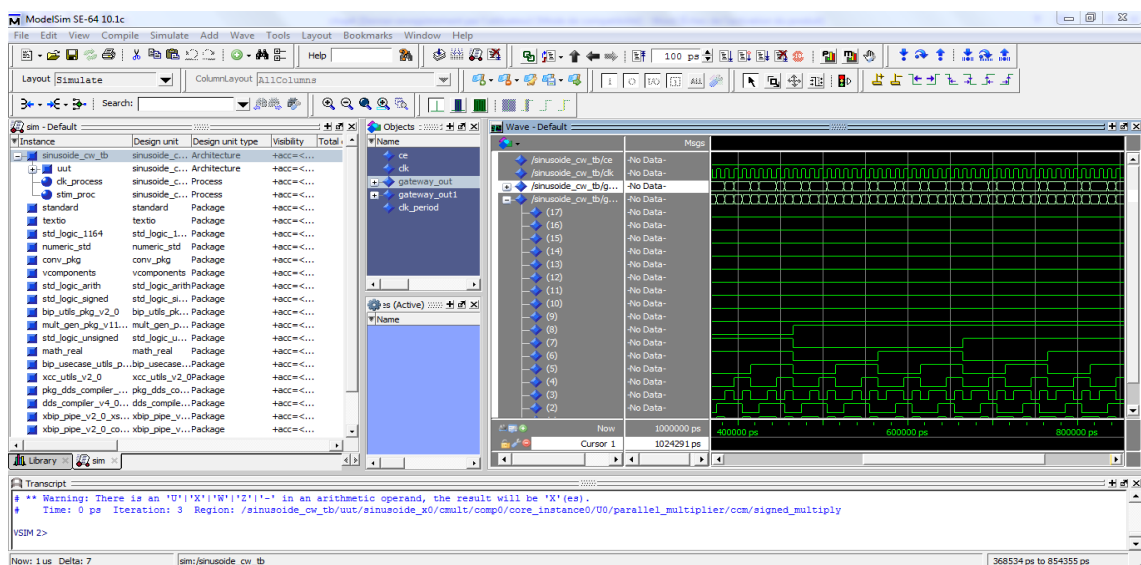 ModelSim SE-64 10.1c
File Edit View Compile Simulate Add Wave Tools Layout Bookmarks Window Help
Help
100 ps
Layout Simulate
ColumnLayout AllColumns
Search:
sim - Default
Instance Design unit Design unit type Visibility Total
sinusoide_cw_tb sinusoide_c... Architecture +acc=<...
uut sinusoide_c... Architecture +acc=<...
clk_process sinusoide_c... Process +acc=<...
stim_proc sinusoide_c... Process +acc=<...
standard standard Package +acc=<...
textio textio Package +acc=<...
std_logic_1164 std_logic_1... Package +acc=<...
numeric_std numeric_std Package +acc=<...
conv_pkg conv_pkg Package +acc=<...
vcomponents vcomponents Package +acc=<...
std_logic_arith std_logic_arith Package +acc=<...
std_logic_signed std_logic_si... Package +acc=<...
bip_utils_pkg_v2_0 bip_utils_pk... Package +acc=<...
mult_gen_pkg_v11... mult_gen_p... Package +acc=<...
std_logic_unsigned std_logic_u... Package +acc=<...
math_real math_real Package +acc=<...
bip_usecase_utils_p... bip_usecase... Package +acc=<...
xcc_utils_v2_0 xcc_utils_v2_0 Package +acc=<...
pkg_dds_compiler_... pkg_dds_co... Package +acc=<...
dds_compiler_v4_0... dds_compile... Package +acc=<...
xbip_pipe_v2_0_xs... xbip_pipe_v... Package +acc=<...
xbip_pipe_v2_0_co... xbip_pipe_v... Package +acc=<...
Library sim
Objects
Name
ce
clk
gateway_out
gateway_out1
clk_period
es (Active)
Name
Wave - Default
Msgs
/sinusoide_cw_tb/ce -No Data-
/sinusoide_cw_tb/clk -No Data-
/sinusoide_cw_tb/g... -No Data-
/sinusoide_cw_tb/g... -No Data-
(17) -No Data-
(16) -No Data-
(15) -No Data-
(14) -No Data-
(13) -No Data-
(12) -No Data-
(11) -No Data-
(10) -No Data-
(9) -No Data-
(8) -No Data-
(7) -No Data-
(6) -No Data-
(5) -No Data-
(4) -No Data-
(3) -No Data-
(2) -No Data-
Now 1000000 ps
Cursor 1 1024291 ps
400000 ps 600000 ps 800000 ps
Transcript
# ** Warning: There is an 'U'|'X'|'W'|'Z'|'-' in an arithmetic operand, the result will be 'X'(es).
# Time: 0 ps Iteration: 3 Region: /sinusoide_cw_tb/uut/sinusoide_x0/cmult/comp0/core_instance0/U0/parallel_multiplier/ccm/signed_multiply
VSIM 2>
Now: 1 us Delta: 7 sim:/sinusoide_cw_tb 368534 ps to 854355 ps